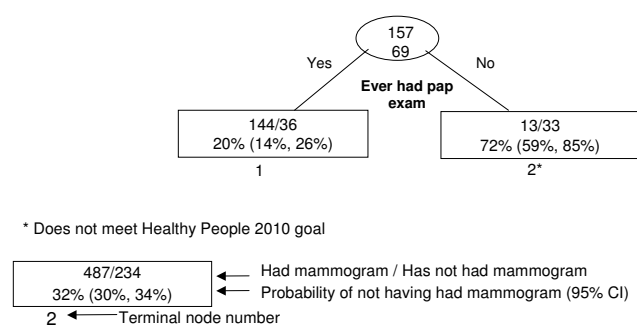 157
69
Yes
No
Ever had pap
exam
144/36
20% (14%, 26%)
1
13/33
72% (59%, 85%)
2*
* Does not meet Healthy People 2010 goal
487/234
32% (30%, 34%)
Had mammogram / Has not had mammogram
Probability of not having had mammogram (95% CI)
2
Terminal node number